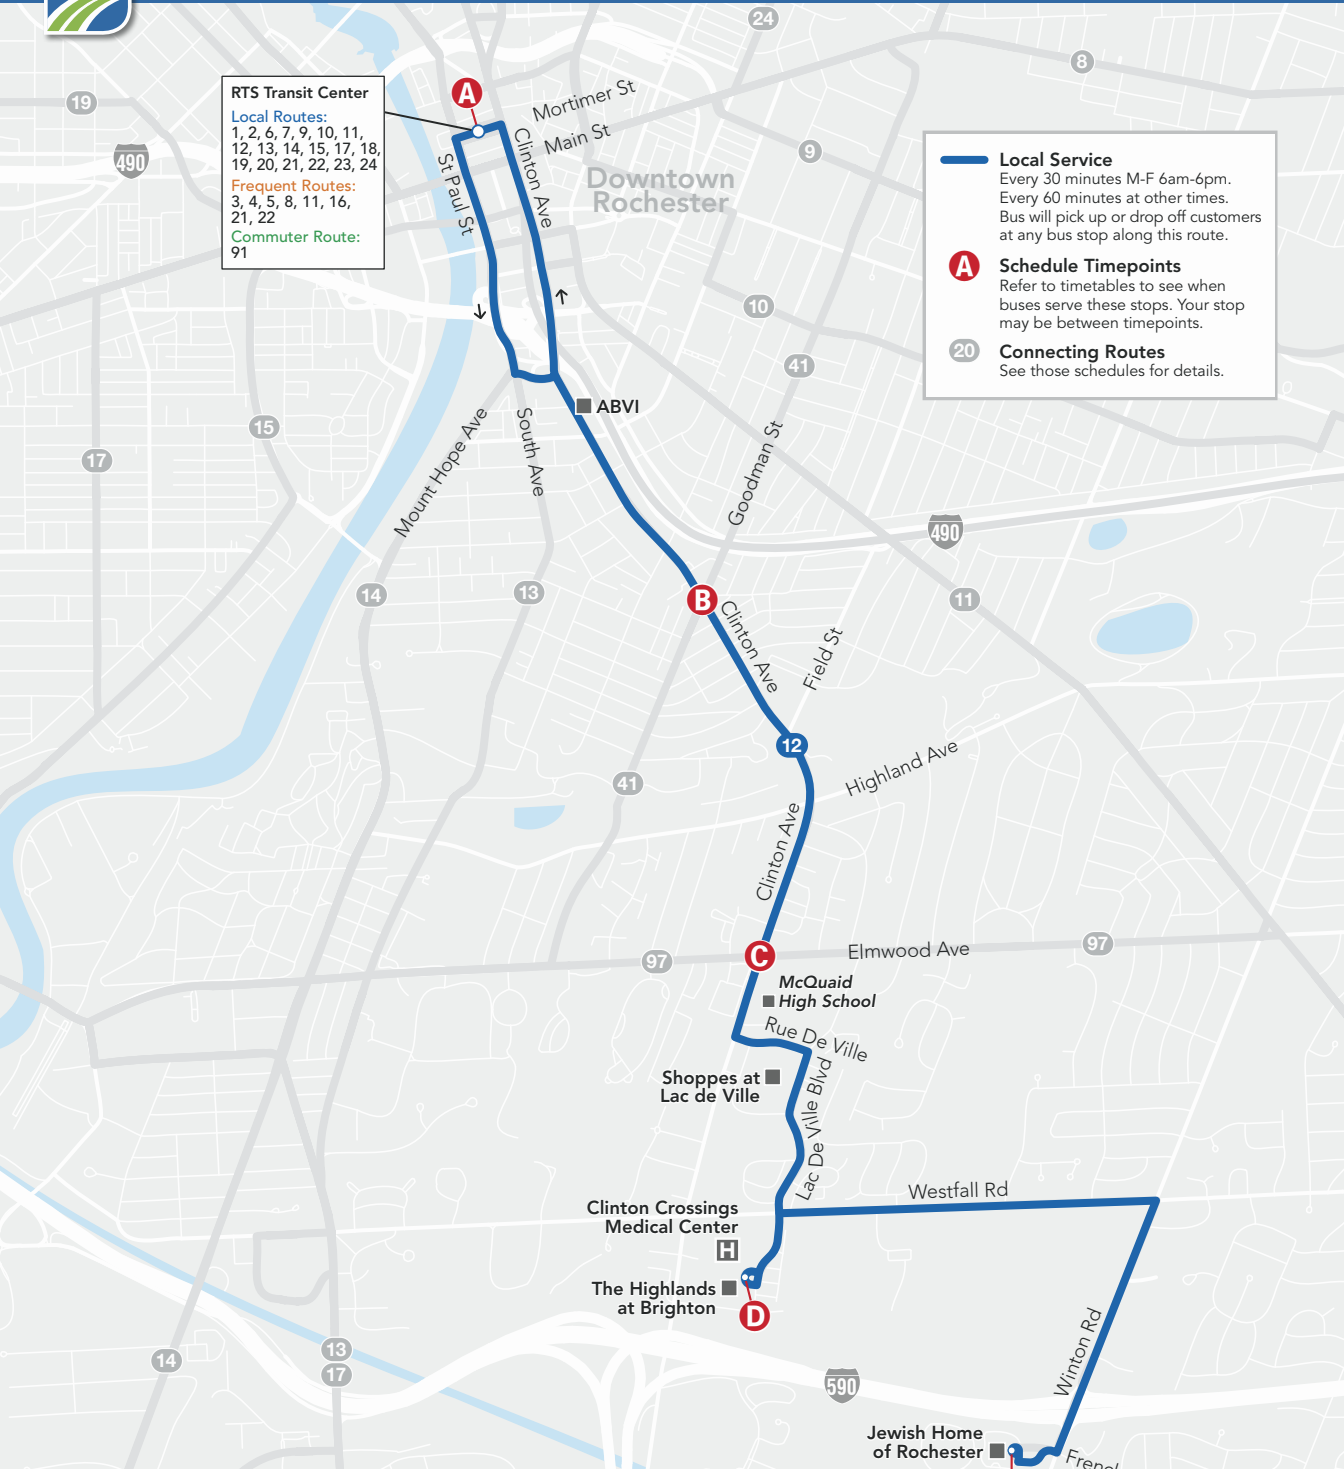 24
8
19
RTS Transit Center
Local Routes:
1, 2, 6, 7, 9, 10, 11,
12, 13, 14, 15, 17, 18,
19, 20, 21, 22, 23, 24
Frequent Routes:
3, 4, 5, 8, 11, 16,
21, 22
Commuter Route:
91
A
Mortimer St
Main St
Clinton Ave
St Paul St
490
9
Downtown
Rochester
Local Service
Every 30 minutes M-F 6am-6pm.
Every 60 minutes at other times.
Bus will pick up or drop off customers
at any bus stop along this route.
A
Schedule Timepoints
Refer to timetables to see when
buses serve these stops. Your stop
may be between timepoints.
20
Connecting Routes
See those schedules for details.
10
41
ABVI
15
17
Mount Hope Ave
South Ave
Goodman St
490
14
13
B
11
Clinton Ave
Field St
12
Highland Ave
41
Clinton Ave
97
C
Elmwood Ave
97
McQuaid
High School
Rue De Ville
Shoppes at
Lac de Ville
Lac De Ville Blvd
Westfall Rd
Clinton Crossings
Medical Center
H
The Highlands
at Brighton
D
Winton Rd
13
17
14
590
Jewish Home
of Rochester